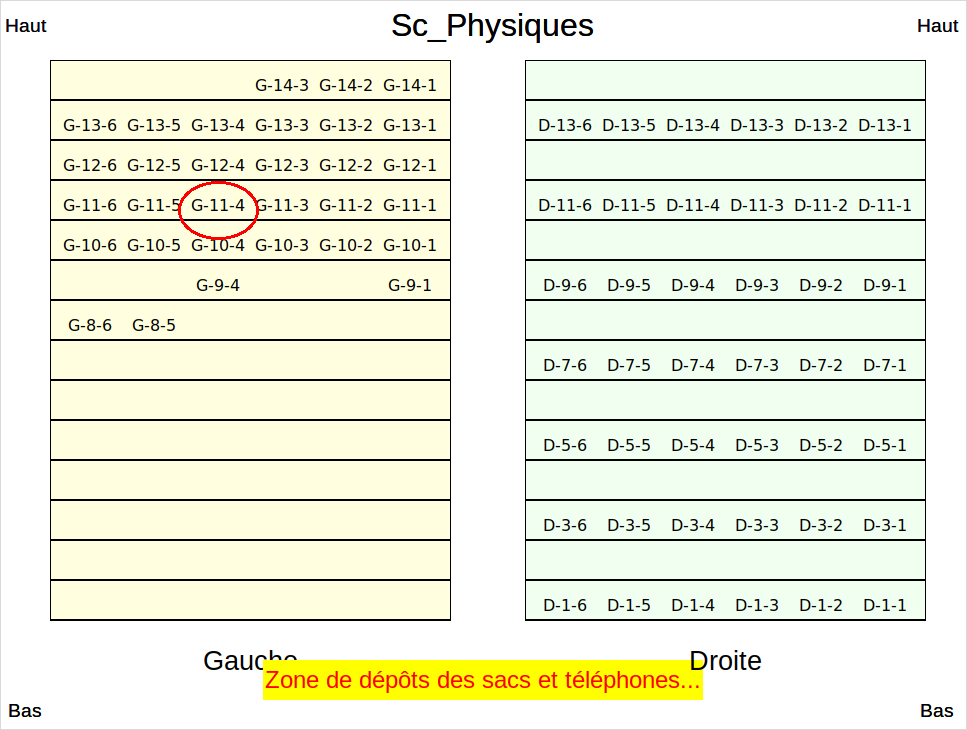 Sc_Physiques
Haut Haut
G-14-3 G-14-2 G-14-1
G-13-6 G-13-5 G-13-4 G-13-3 G-13-2 G-13-1 D-13-6 D-13-5 D-13-4 D-13-3 D-13-2 D-13-1
G-12-6 G-12-5 G-12-4 G-12-3 G-12-2 G-12-1
G-11-6 G-11-5 G-11-4 G-11-3 G-11-2 G-11-1 D-11-6 D-11-5 D-11-4 D-11-3 D-11-2 D-11-1
G-10-6 G-10-5 G-10-4 G-10-3 G-10-2 G-10-1
G-9-4 G-9-1 D-9-6 D-9-5 D-9-4 D-9-3 D-9-2 D-9-1
G-8-6 G-8-5
D-7-6 D-7-5 D-7-4 D-7-3 D-7-2 D-7-1
D-5-6 D-5-5 D-5-4 D-5-3 D-5-2 D-5-1
D-3-6 D-3-5 D-3-4 D-3-3 D-3-2 D-3-1
D-1-6 D-1-5 D-1-4 D-1-3 D-1-2 D-1-1
Gauche Droite
Zone de dépôts des sacs et téléphones...
Bas Bas